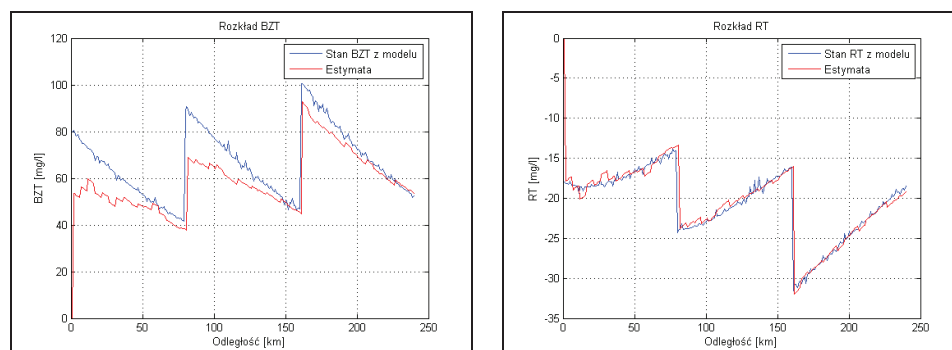 Rozkład BZT
120
100
80
60
40
20
0
BZT [mg/l]
Stan BZT z modelu
Estymata
0 50 100 150 200 250
Odległość [km]
Rozkład RT
0
-5
-10
-15
-20
-25
-30
-35
RT [mg/l]
Stan RT z modelu
Estymata
0 50 100 150 200 250
Odległość [km]